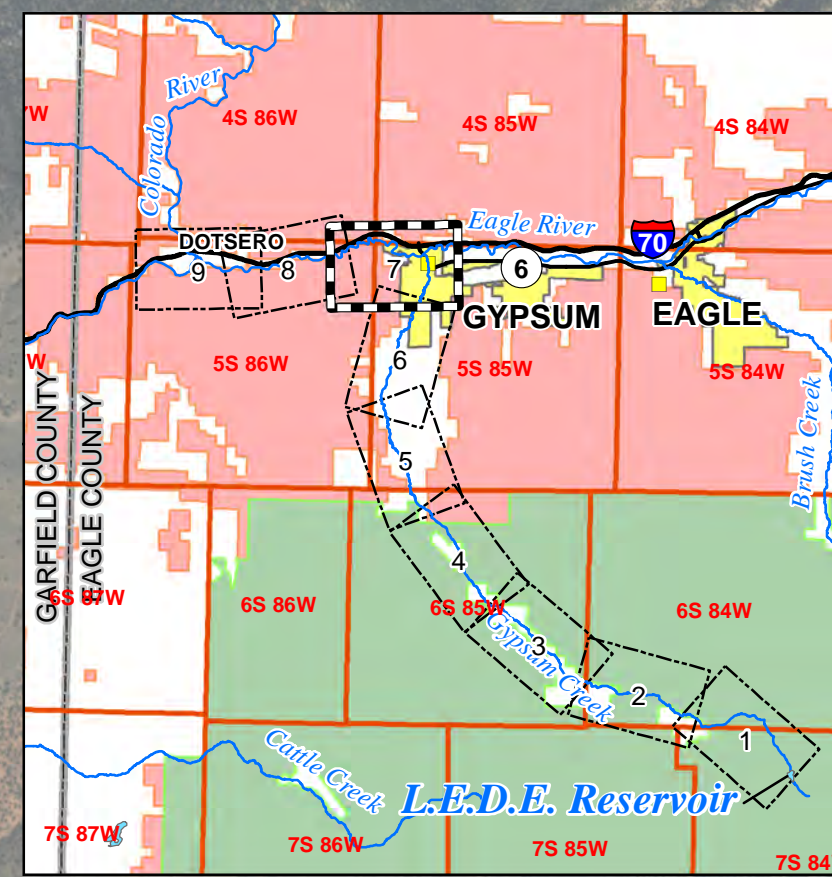 River
Colorado
W
4S 86W
4S 85W
4S 84W
Eagle River
DOTSERO
70
9
8
7
6
GYPSUM
EAGLE
W
5S 86W
6
5S 85W
5S 84W
Brush Creek
5
GARFIELD COUNTY
EAGLE COUNTY
4
6S 87W
6S 86W
6S 85W
6S 84W
Gypsum Creek
3
2
1
Cattle Creek
L.E.D.E. Reservoir
7S 87W
7S 86W
7S 85W
7S 84